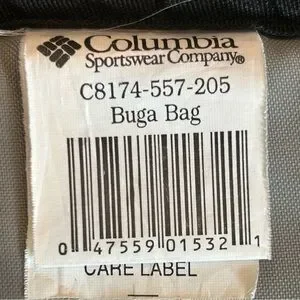 Columbia
Sportswear Company®
C8174-557-205
Buga Bag
0 47559 01532 1
CARE LABEL